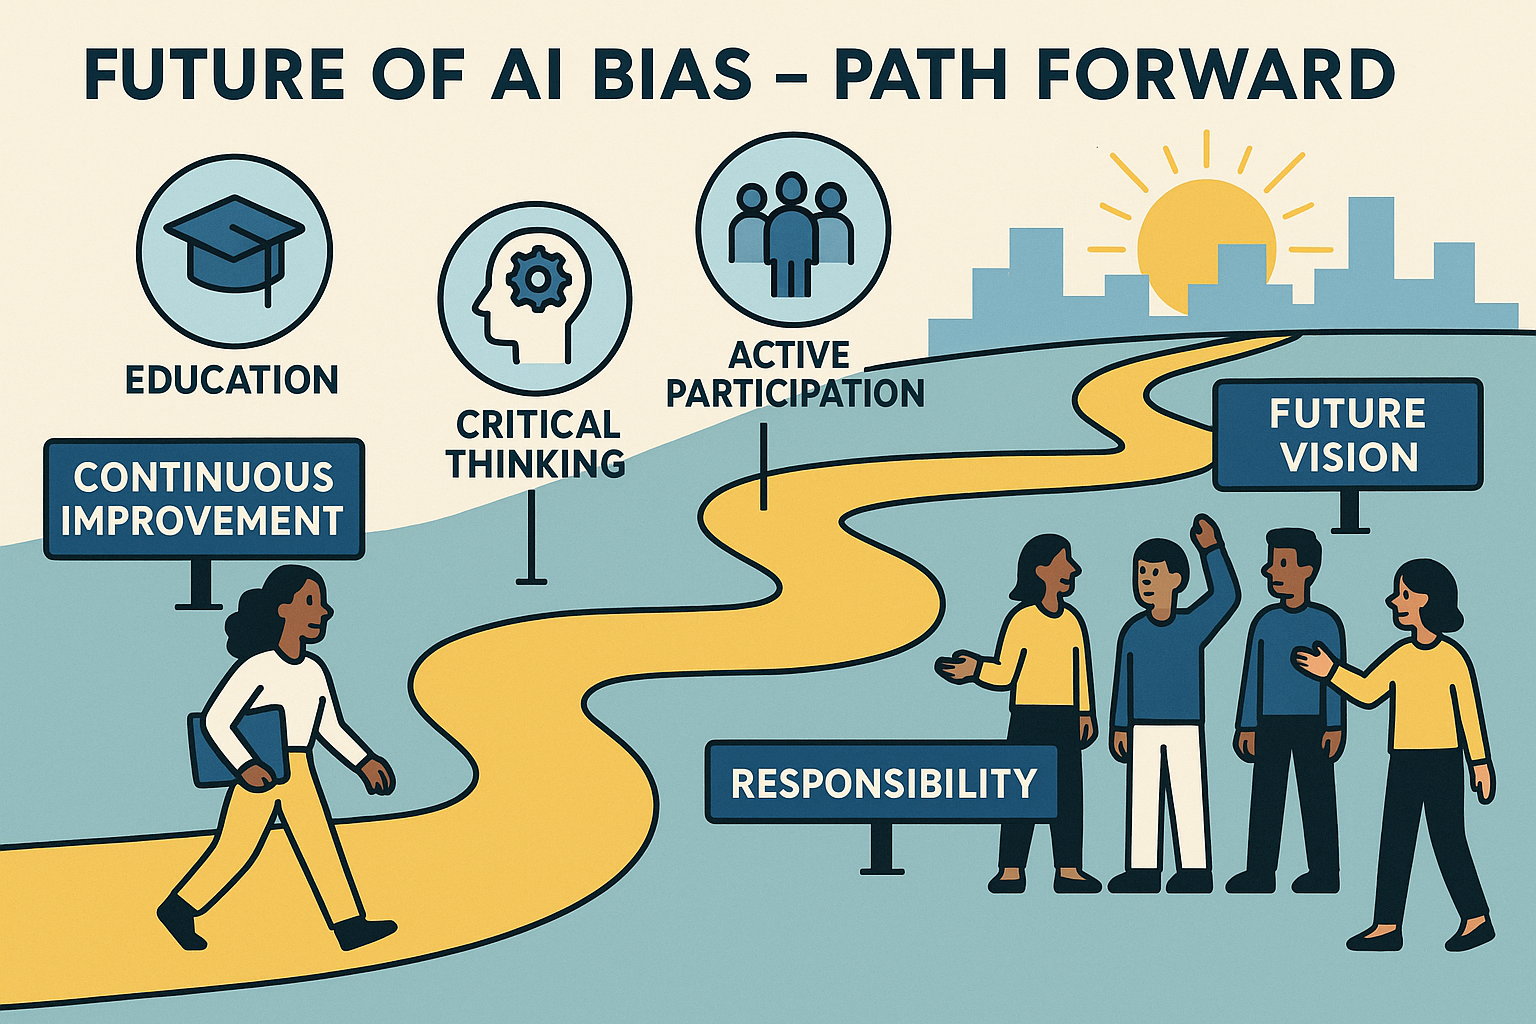 FUTURE OF AI BIAS – PATH FORWARD
EDUCATION
CRITICAL
THINKING
ACTIVE
PARTICIPATION
CONTINUOUS
IMPROVEMENT
FUTURE
VISION
RESPONSIBILITY